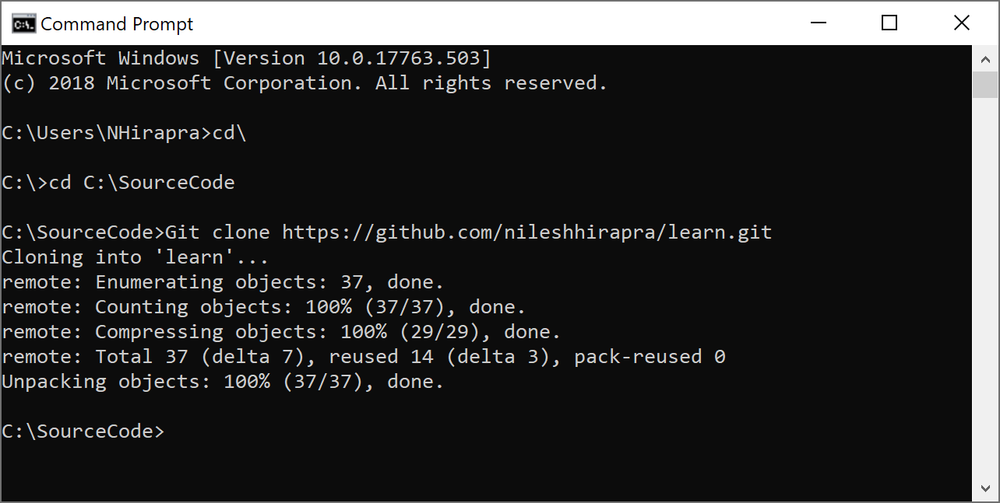 Command Prompt
Microsoft Windows [Version 10.0.17763.503]
(c) 2018 Microsoft Corporation. All rights reserved.
C:\Users\NHirapra>cd\
C:\>cd C:\SourceCode
C:\SourceCode>Git clone https://github.com/nileshhirapra/learn.git
Cloning into 'learn'...
remote: Enumerating objects: 37, done.
remote: Counting objects: 100% (37/37), done.
remote: Compressing objects: 100% (29/29), done.
remote: Total 37 (delta 7), reused 14 (delta 3), pack-reused 0
Unpacking objects: 100% (37/37), done.
C:\SourceCode>